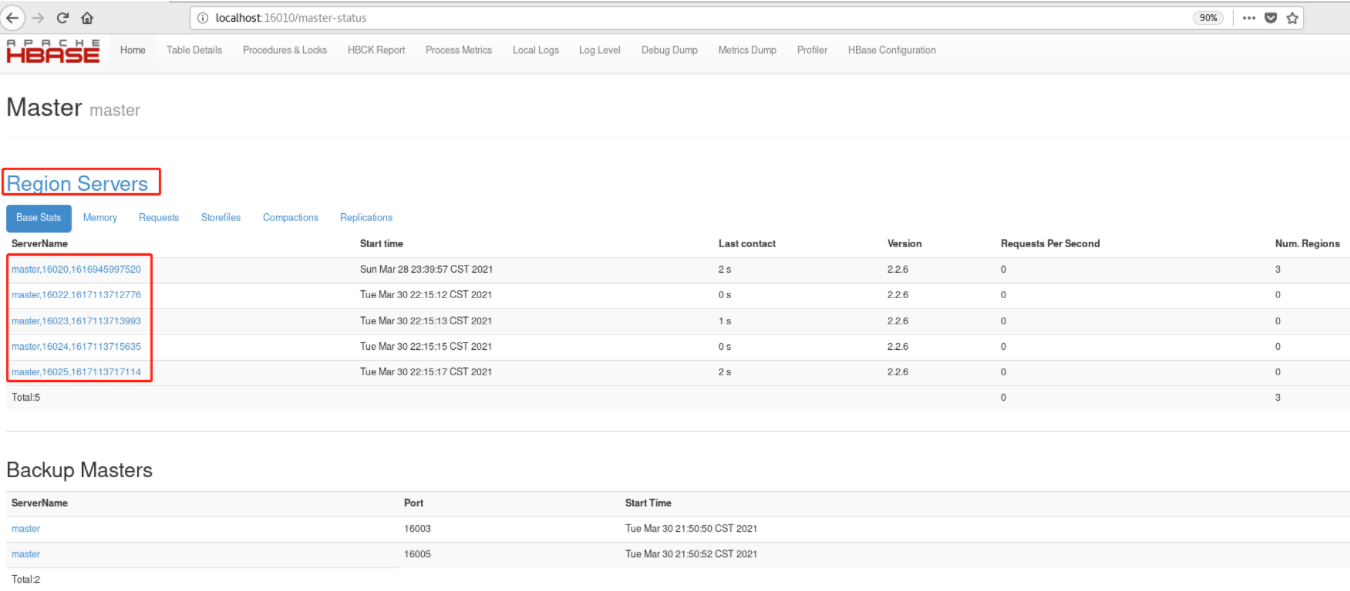 localhost:16010/master-status 90%
APACHE HBASE Home Table Details Procedures & Locks HBCK Report Process Metrics Local Logs Log Level Debug Dump Metrics Dump Profiler HBase Configuration
Master master
Region Servers
Base Stats Memory Requests Storefiles Compactions Replications
ServerName Start time Last contact Version Requests Per Second Num. Regions
master,16020,1616945997520 Sun Mar 28 23:39:57 CST 2021 2 s 2.2.6 0 3
master,16022,1617113712776 Tue Mar 30 22:15:12 CST 2021 0 s 2.2.6 0 0
master,16023,1617113713993 Tue Mar 30 22:15:13 CST 2021 1 s 2.2.6 0 0
master,16024,1617113715635 Tue Mar 30 22:15:15 CST 2021 0 s 2.2.6 0 0
master,16025,1617113717114 Tue Mar 30 22:15:17 CST 2021 2 s 2.2.6 0 0
Total:5 0 3
Backup Masters
ServerName Port Start Time
master 16003 Tue Mar 30 21:50:50 CST 2021
master 16005 Tue Mar 30 21:50:52 CST 2021
Total:2